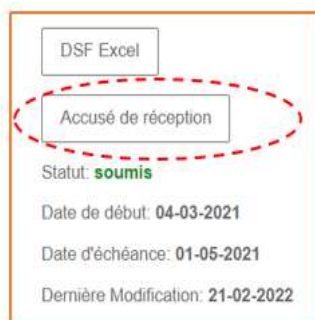 DSF Excel
Accusé de réception
Statut: soumis
Date de début: 04-03-2021
Date d'échéance: 01-05-2021
Dernière Modification: 21-02-2022